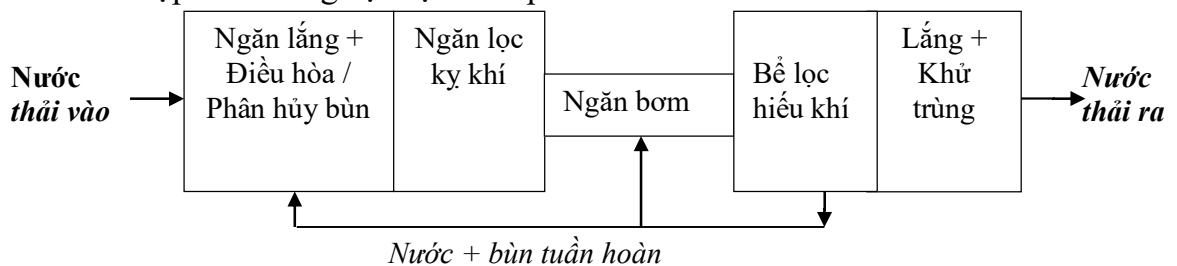 Nước
thải vào
Ngăn lắng +
Điều hòa /
Phân hủy bùn
Ngăn lọc
kỵ khí
Ngăn bơm
Bể lọc
hiếu khí
Lắng +
Khử
trùng
Nước
thải ra
Nước + bùn tuần hoàn